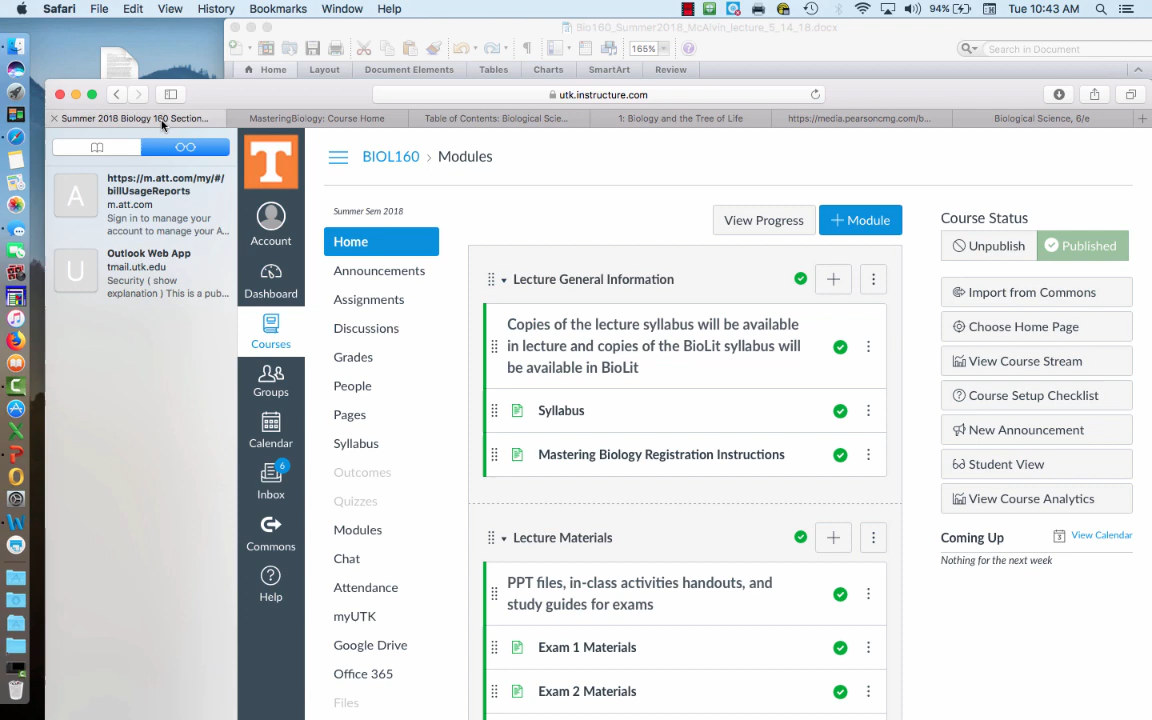 Safari File Edit View History Bookmarks Window Help 94% Tue 10:43 AM
Bio160_Summer2018_McAlvin_lecture_5_14_18.docx
165% Search in Document
Home Layout Document Elements Tables Charts SmartArt Review
utk.instructure.com
Summer 2018 Biology 160 Section... MasteringBiology: Course Home Table of Contents: Biological Scie... 1: Biology and the Tree of Life https://media.pearsoncmg.com/b... Biological Science, 6/e
A
https://m.att.com/my/#/
billUsageReports
m.att.com
Sign in to manage your
account to manage your A...
U
Outlook Web App
tmail.utk.edu
Security ( show
explanation ) This is a pub...
T
Account
Dashboard
Courses
Groups
Calendar
6
Inbox
Commons
Help
BIOL160 › Modules
Summer Sem 2018
Home
Announcements
Assignments
Discussions
Grades
People
Pages
Syllabus
Outcomes
Quizzes
Modules
Chat
Attendance
myUTK
Google Drive
Office 365
Files
View Progress + Module
Lecture General Information
Copies of the lecture syllabus will be available
in lecture and copies of the BioLit syllabus will
be available in BioLit
Syllabus
Mastering Biology Registration Instructions
Lecture Materials
PPT files, in-class activities handouts, and
study guides for exams
Exam 1 Materials
Exam 2 Materials
Course Status
Unpublish Published
Import from Commons
Choose Home Page
View Course Stream
Course Setup Checklist
New Announcement
Student View
View Course Analytics
Coming Up 3 View Calendar
Nothing for the next week